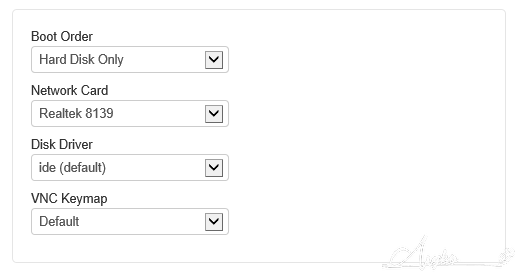 Boot Order
Hard Disk Only
Network Card
Realtek 8139
Disk Driver
ide (default)
VNC Keymap
Default